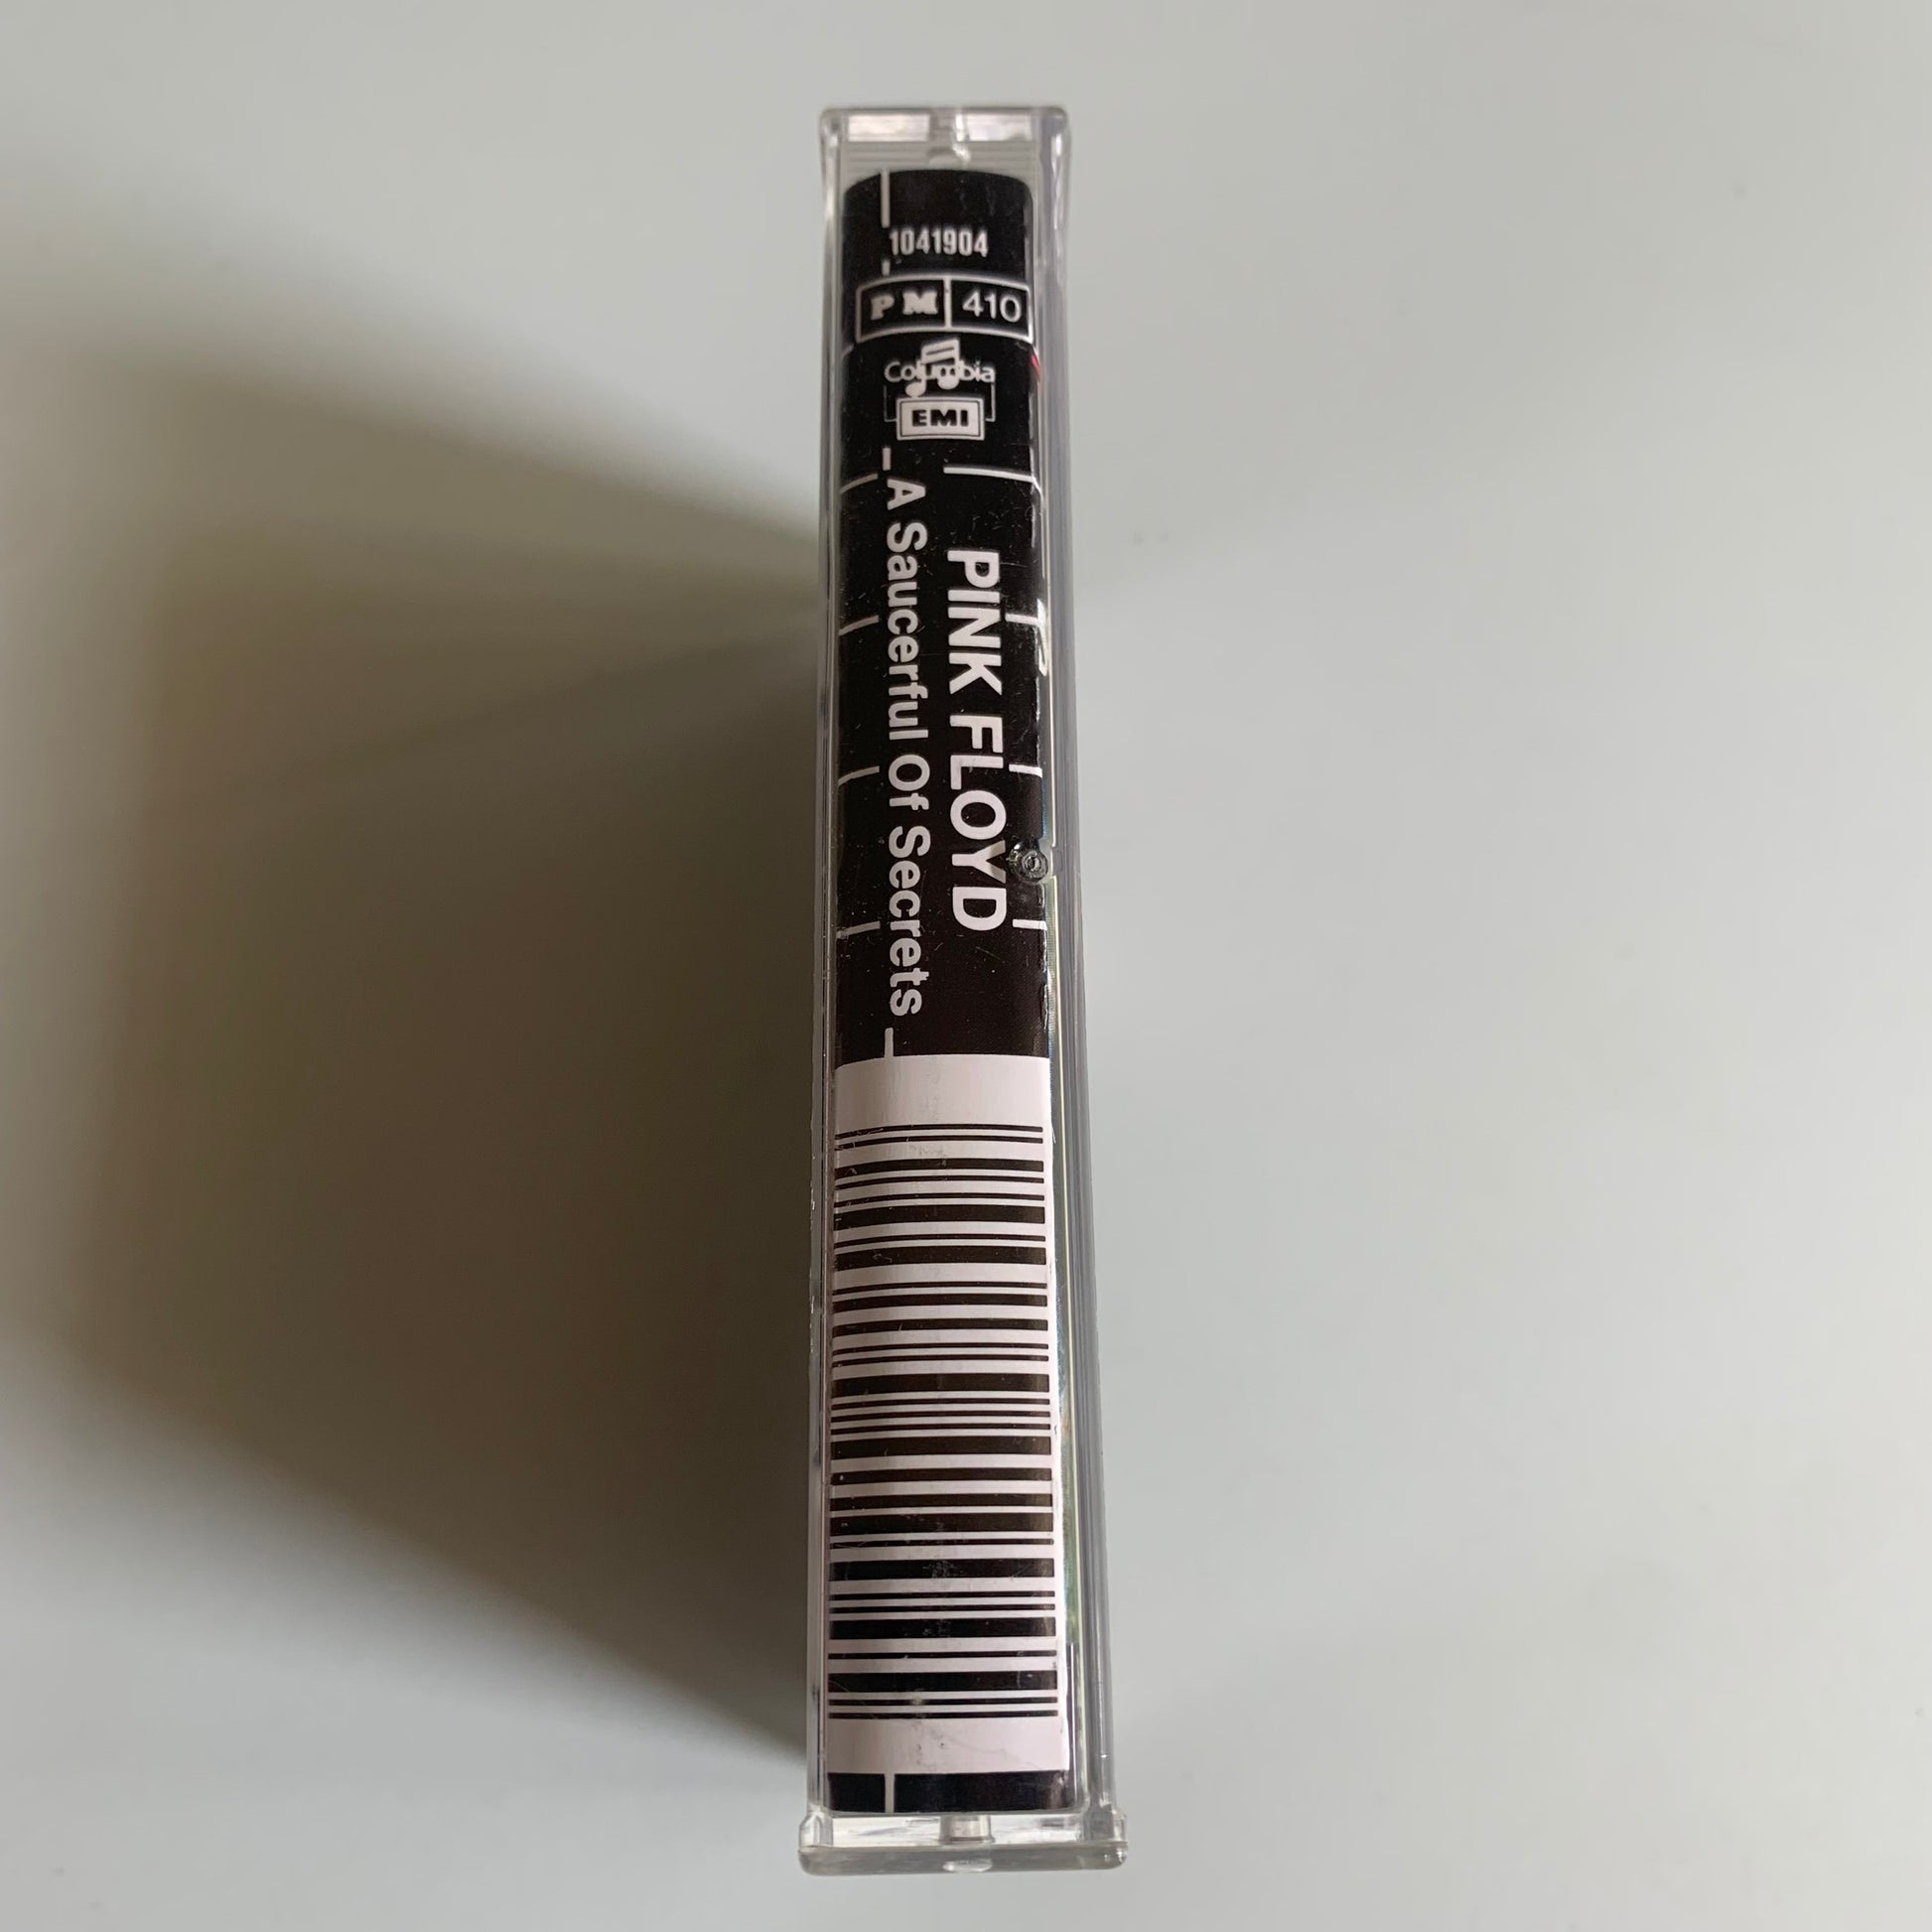 1041904
PM 410
Columbia
EMI
PINK FLOYD
A Saucerful Of Secrets